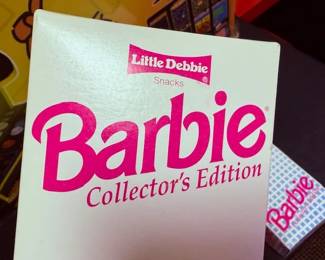 Little Debbie®
Snacks
Barbie®
Collector's Edition
Barbie